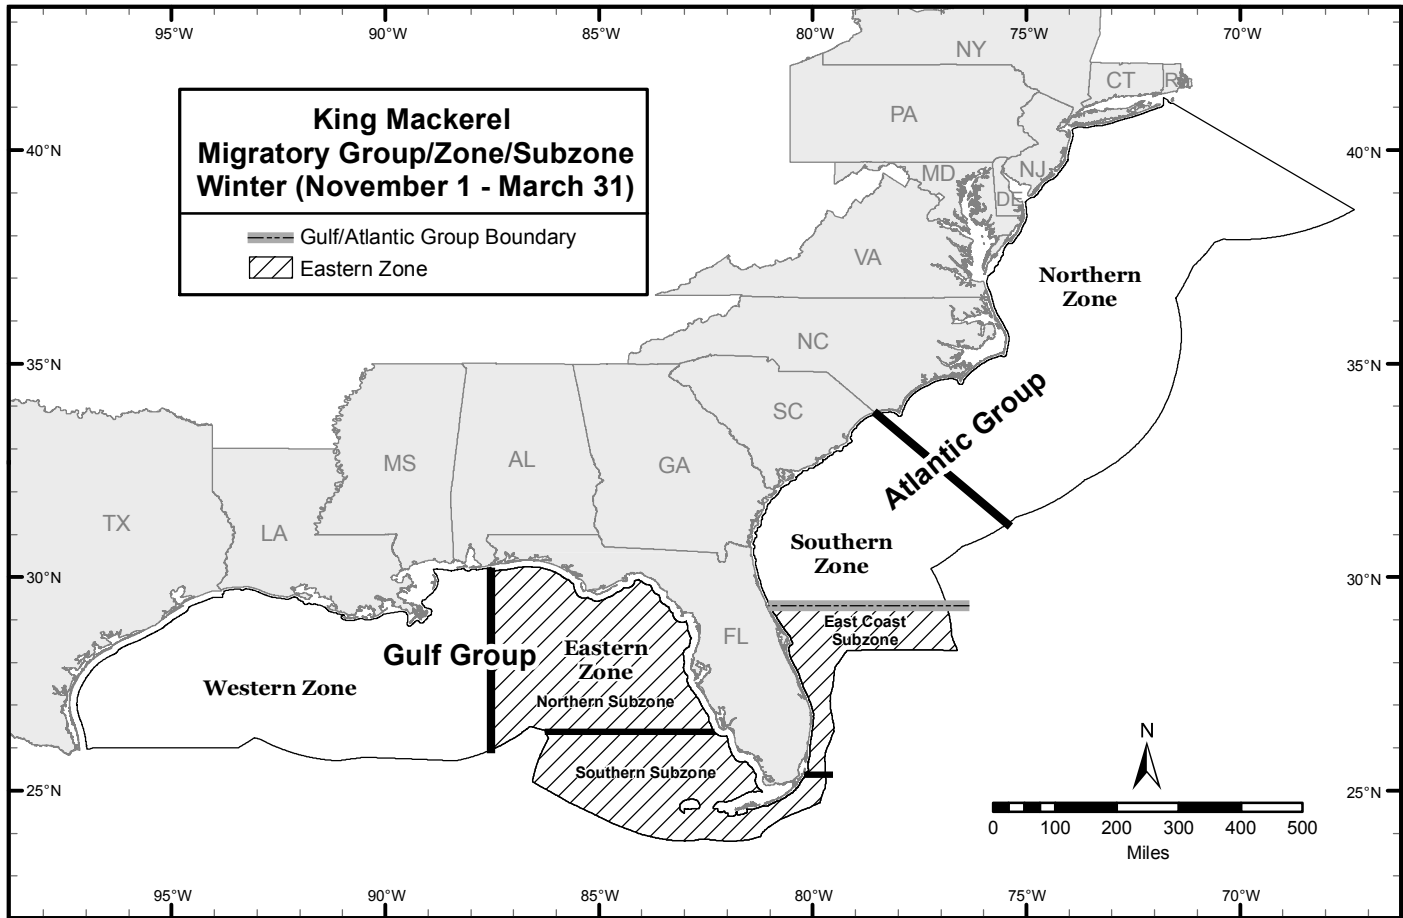 95°W 90°W 85°W 80°W 75°W 70°W
NY
CT
RI
King Mackerel
Migratory Group/Zone/Subzone
Winter (November 1 - March 31)
Gulf/Atlantic Group Boundary
Eastern Zone
PA
40°N
40°N
MD
NJ
DE
VA
Northern
Zone
NC
35°N
35°N
SC
Atlantic Group
MS
AL
GA
TX
LA
Southern
Zone
30°N
30°N
East Coast
Subzone
FL
Gulf Group
Eastern
Zone
Western Zone
Northern Subzone
N
Southern Subzone
25°N
25°N
0 100 200 300 400 500
Miles
95°W 90°W 85°W 80°W 75°W 70°W